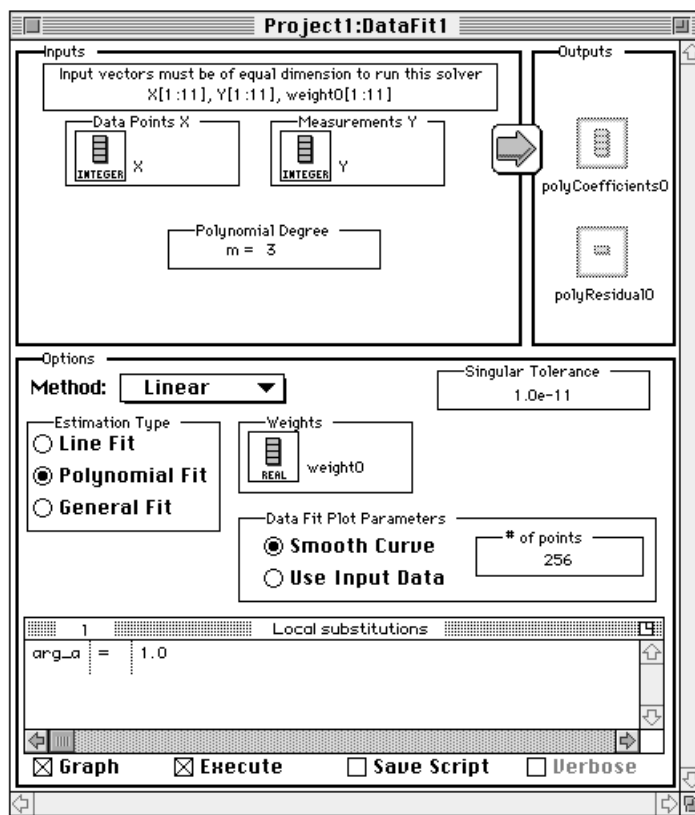 Project1:DataFit1
Inputs
Outputs
Input vectors must be of equal dimension to run this solver
X[1:11], Y[1:11], weight0[1:11]
Data Points X
Measurements Y
INTEGER X
INTEGER Y
polyCoefficients0
Polynomial Degree
m = 3
polyResidual0
Options
Method: Linear
Singular Tolerance
1.0e-11
Estimation Type
Weights
Line Fit
Polynomial Fit
General Fit
REAL weight0
Data Fit Plot Parameters
Smooth Curve
Use Input Data
# of points
256
1 Local substitutions
arg_a = 1.0
Graph Execute Save Script Verbose